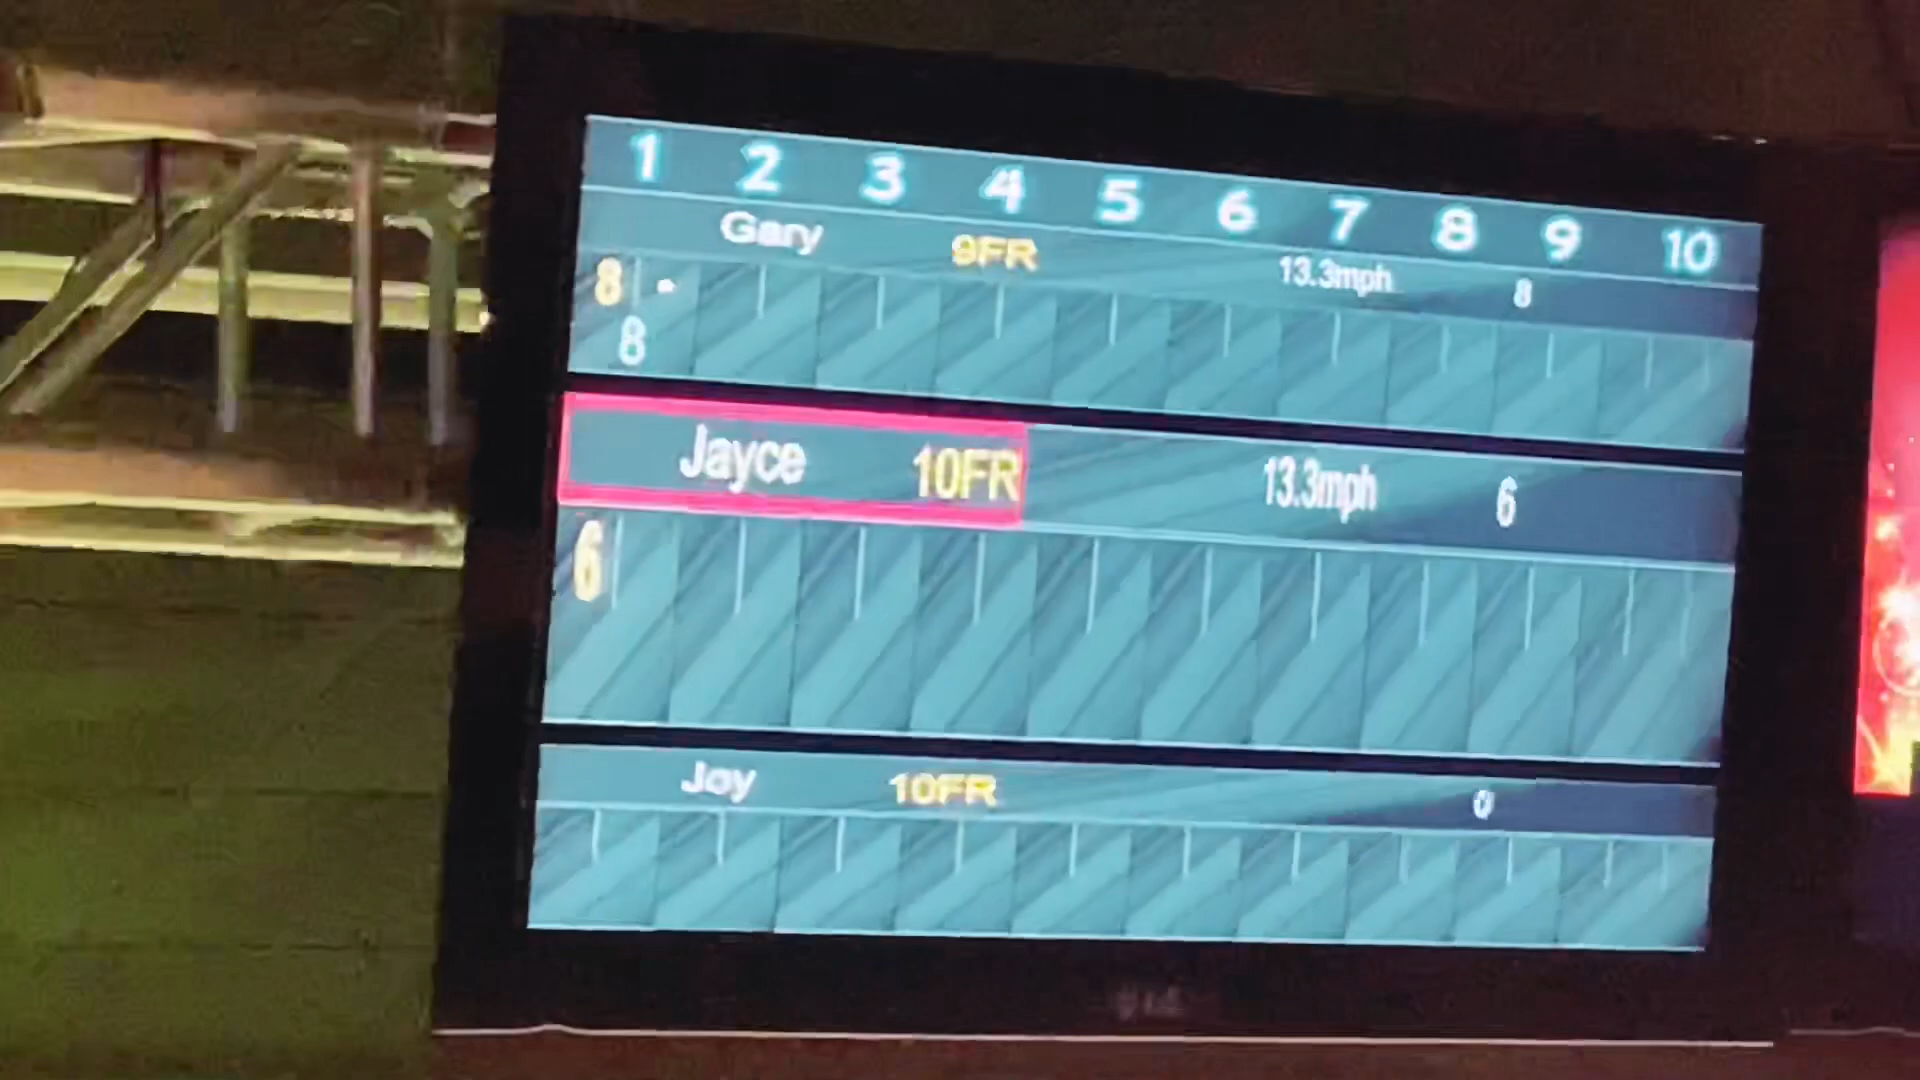 1 2 3 4 5 6 7 8 9 10
Gary 9FR 13.3mph 8
8 -
8
Jayce 10FR 13.3mph 6
6
Joy 10FR 0